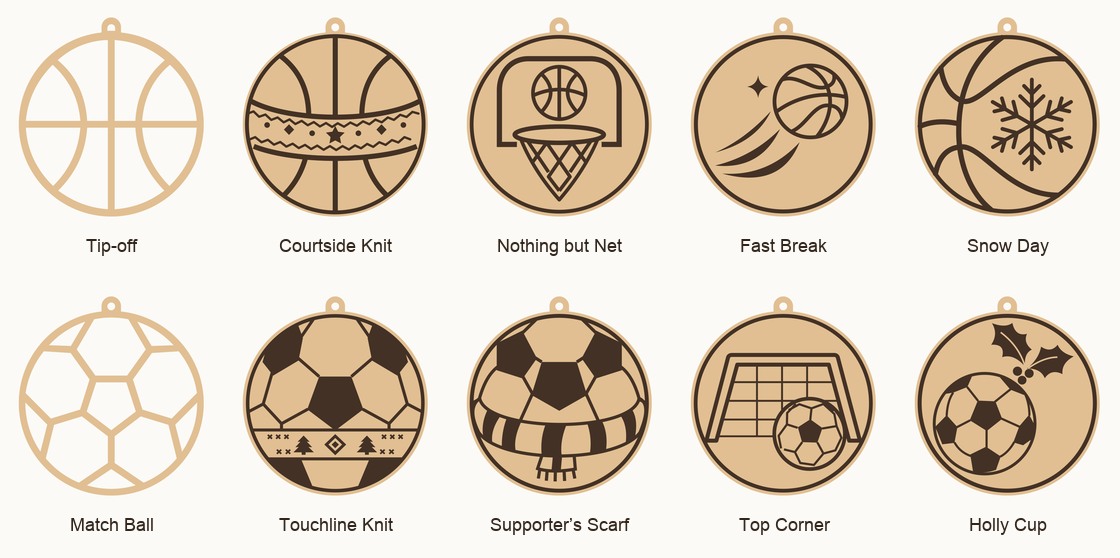 Tip-off
Courtside Knit
Nothing but Net
Fast Break
Snow Day
Match Ball
Touchline Knit
Supporter’s Scarf
Top Corner
Holly Cup